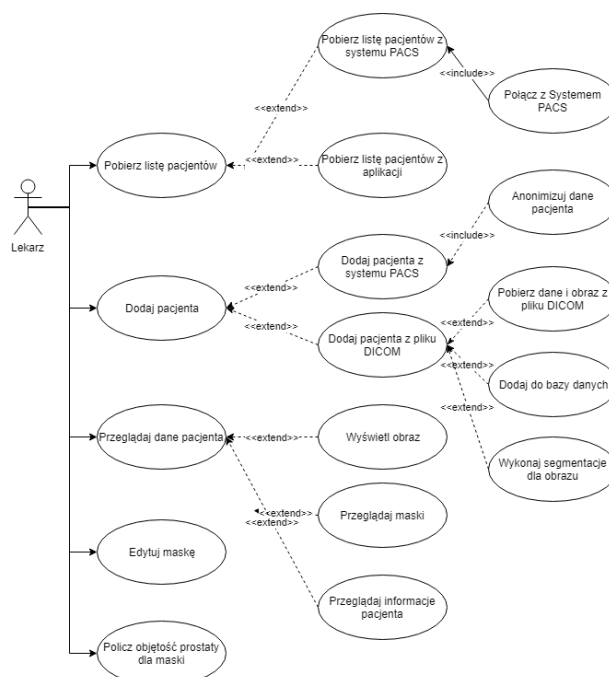 Pobierz listę pacjentów z
systemu PACS
<<include>>
Połącz z Systemem
PACS
<<extend>>
Pobierz listę pacjentów
<<extend>>
Pobierz listę pacjentów z
aplikacji
Lekarz
Anonimizuj dane
pacjenta
<<include>>
Dodaj pacjenta z
systemu PACS
<<extend>>
Dodaj pacjenta
<<extend>>
Dodaj pacjenta z pliku
DICOM
Pobierz dane i obraz z
pliku DICOM
<<extend>>
<<extend>>
Dodaj do bazy danych
<<extend>>
Wykonaj segmentacje
dla obrazu
Przeglądaj dane pacjenta
<<extend>>
Wyświetl obraz
<<extend>>
Przeglądaj maski
<<extend>>
Edytuj maskę
Przeglądaj informacje
pacjenta
Policz objętość prostaty
dla maski